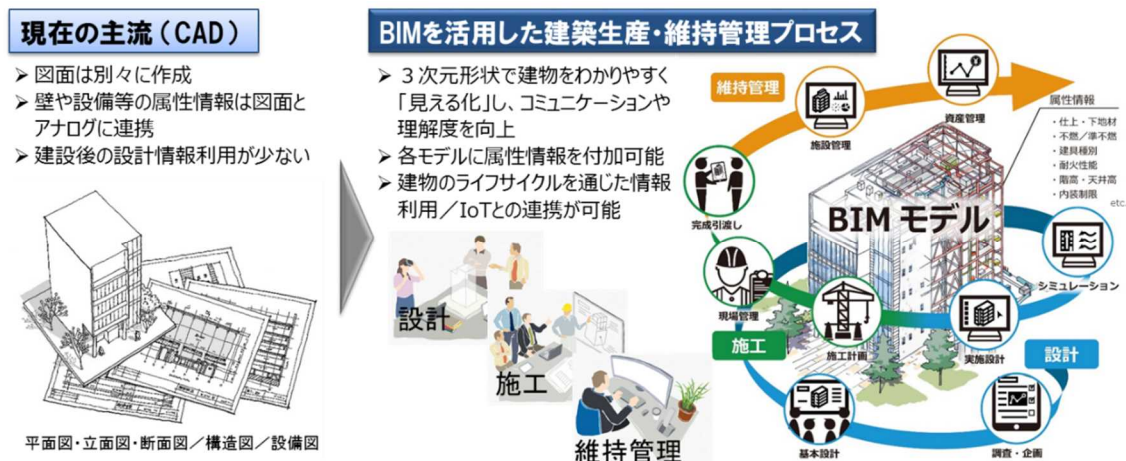 現在の主流（CAD）
➢ 図面は別々に作成
➢ 壁や設備等の属性情報は図面と
アナログに連携
➢ 建設後の設計情報利用が少ない
平面図・立面図・断面図／構造図／設備図
BIMを活用した建築生産・維持管理プロセス
➢ ３次元形状で建物をわかりやすく
「見える化」し、コミュニケーションや
理解度を向上
➢ 各モデルに属性情報を付加可能
➢ 建物のライフサイクルを通じた情報
利用／IoTとの連携が可能
設計
施工
維持管理
維持管理
施設管理
資産管理
属性情報
・仕上・下地材
・不燃／準不燃
・建具種別
・耐火性能
・階高・天井高
・内装制限
etc.
完成引渡し
BIM モデル
シミュレーション
現場管理
施工計画
実施設計
施工
設計
基本設計
調査・企画